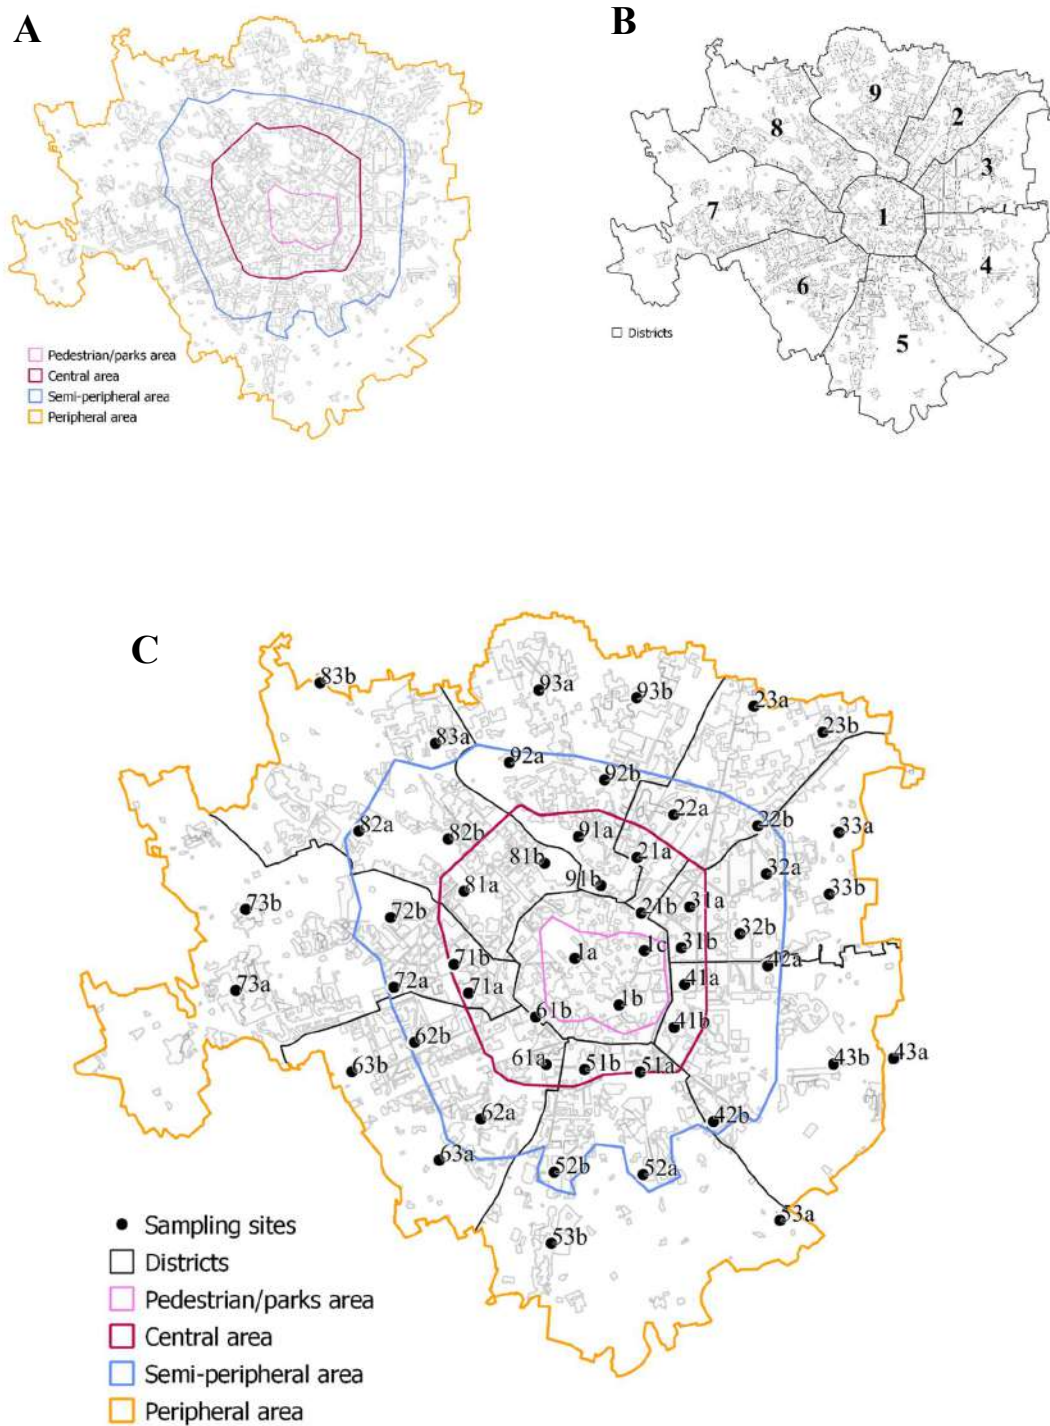 A
Pedestrian/parks area
Central area
Semi-peripheral area
Peripheral area
B
9
2
8
3
7
1
4
6
5
Districts
C
83b
93a
93b
23a
23b
83a
92a
92b
22a
22b
33a
82a
82b
91a
81b
21a
32a
81a
91b
33b
73b
72b
21b
31a
32b
71b
1a
1c
31b
42a
73a
72a
71a
1b
41a
61b
41b
62b
63b
61a
51b
51a
43b
43a
62a
42b
63a
52b
52a
53a
53b
Sampling sites
Districts
Pedestrian/parks area
Central area
Semi-peripheral area
Peripheral area